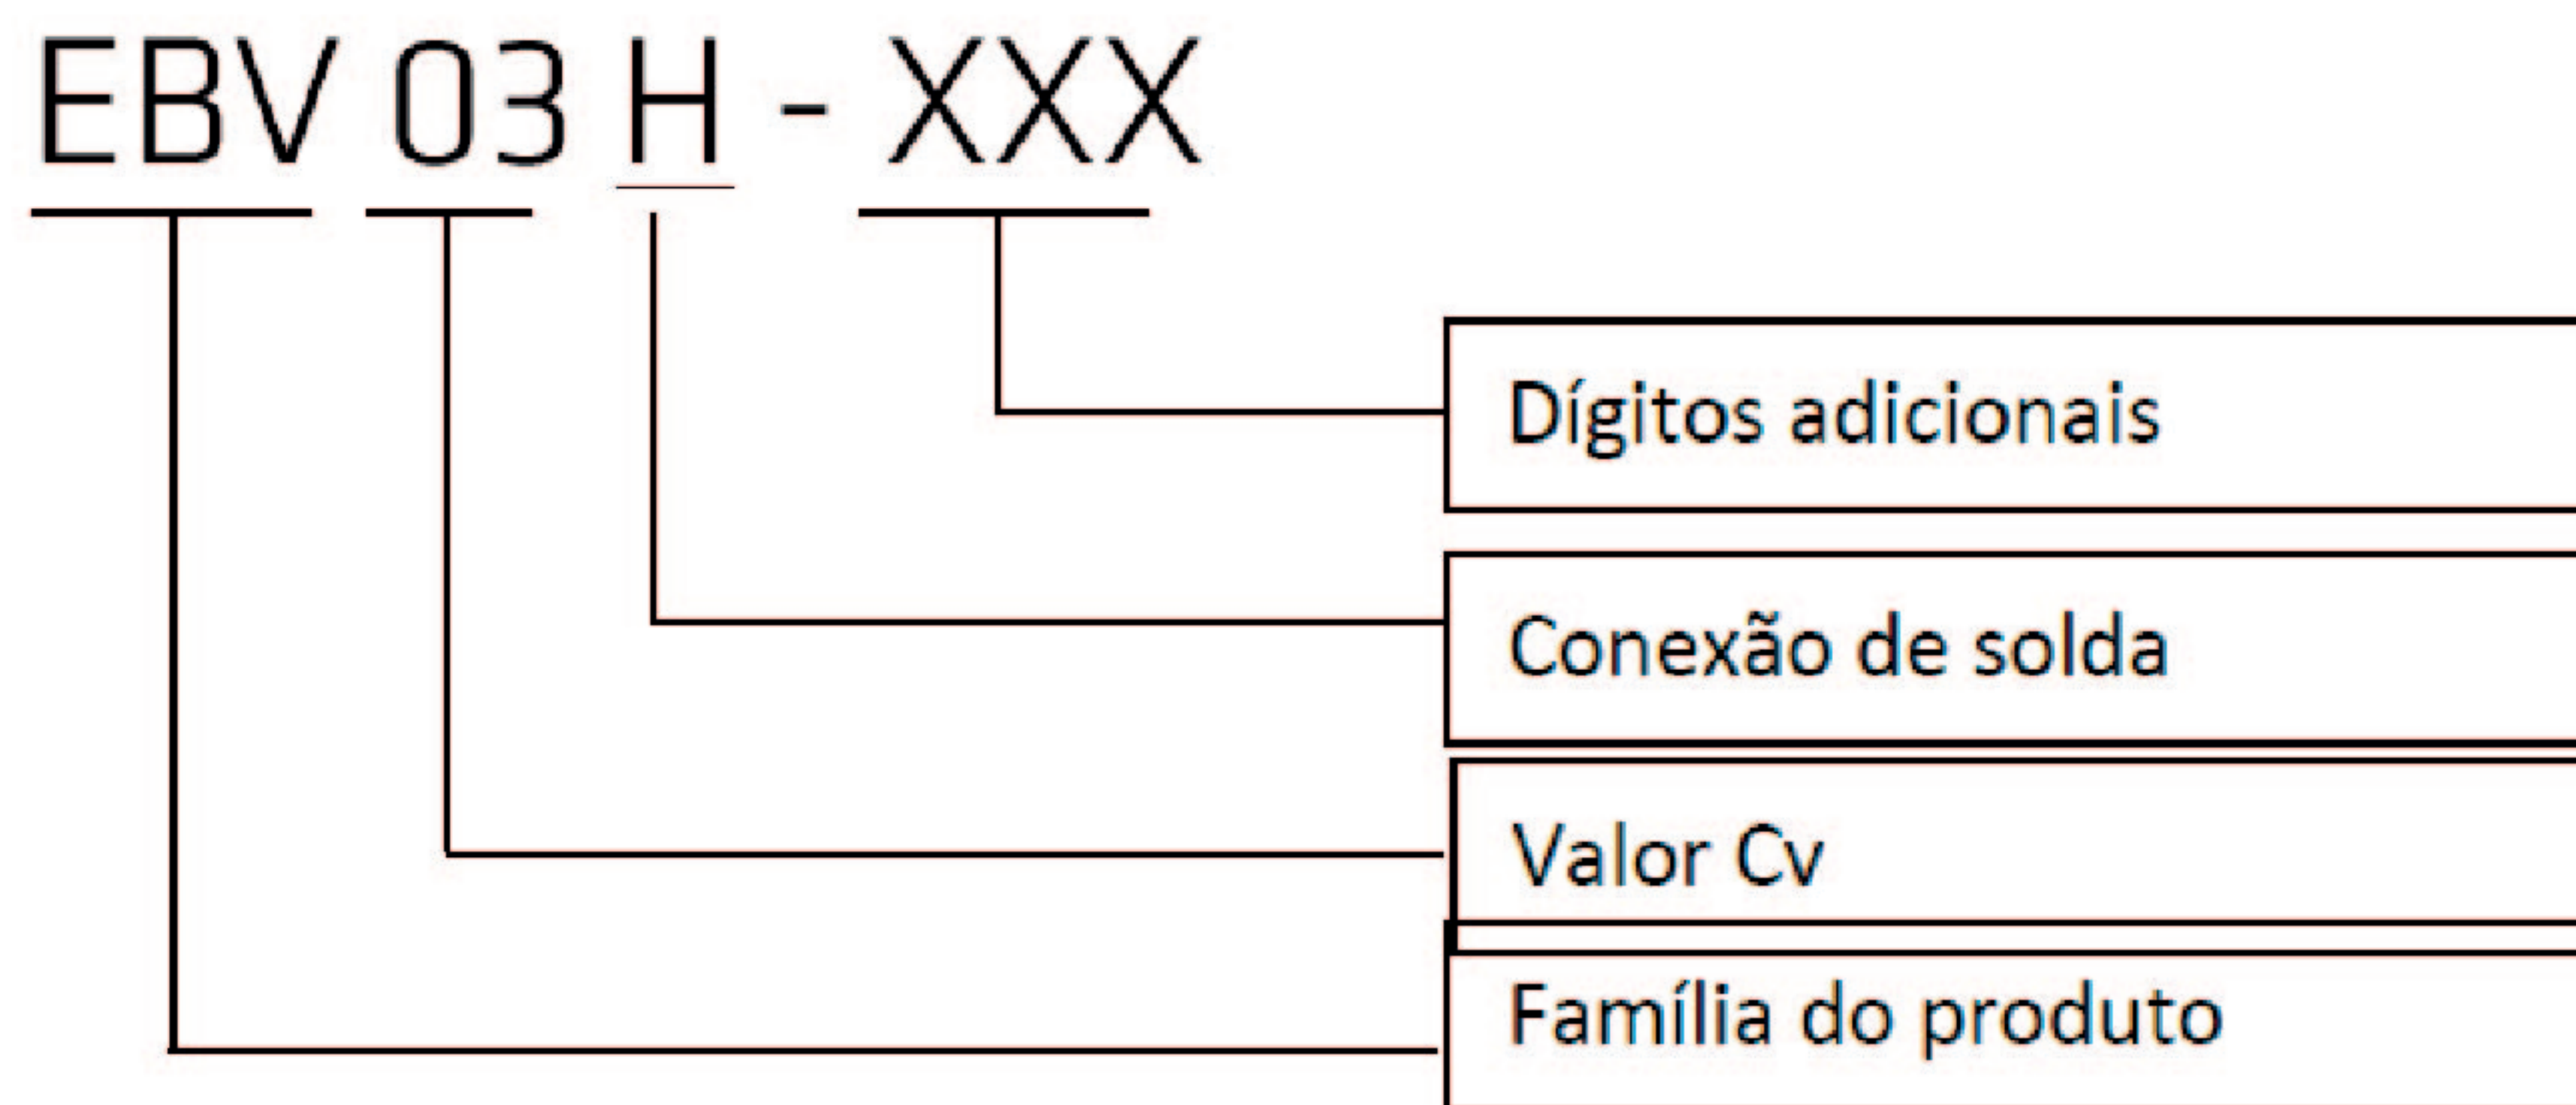 EBV 03 H - XXX
Dígitos adicionais
Conexão de solda
Valor Cv
Família do produto